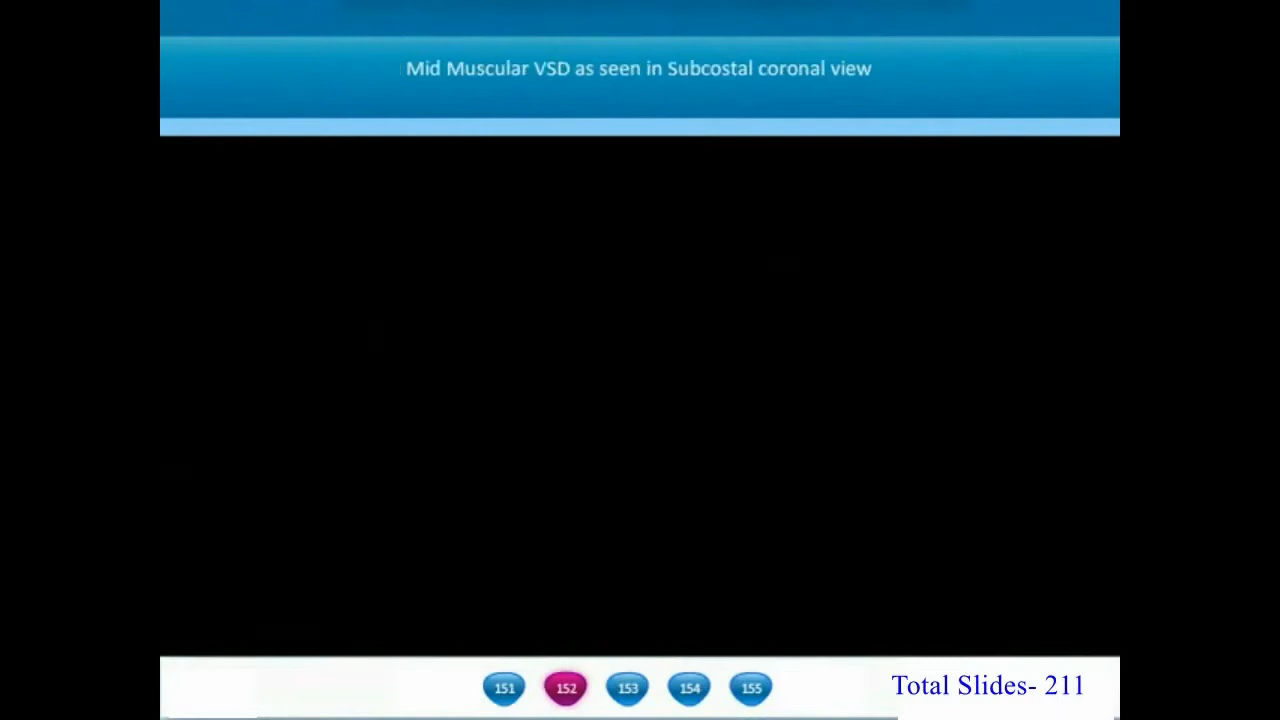 Mid Muscular VSD as seen in Subcostal coronal view
151 152 153 154 155
Total Slides- 211